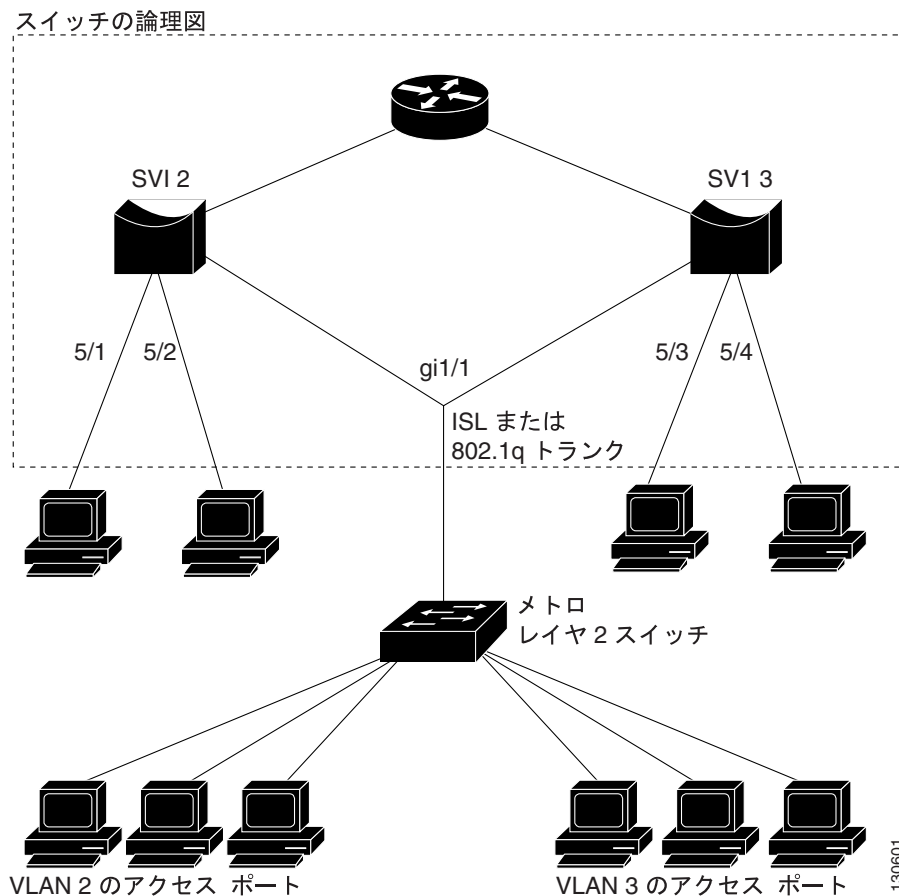 スイッチの論理図
SVI 2
SV1 3
5/1
5/2
gi1/1
5/3
5/4
ISL または
802.1q トランク
メトロ
レイヤ 2 スイッチ
VLAN 2 のアクセス ポート
VLAN 3 のアクセス ポート
130601